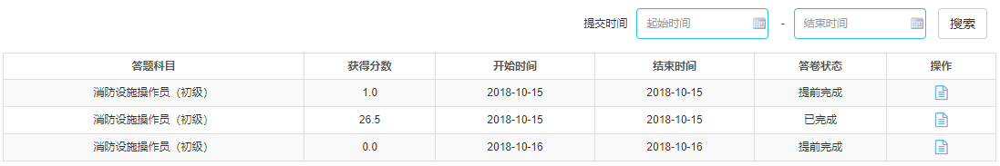 提交时间 起始时间 - 结束时间 搜索
答题科目 获得分数 开始时间 结束时间 答卷状态 操作
消防设施操作员（初级） 1.0 2018-10-15 2018-10-15 提前完成
消防设施操作员（初级） 26.5 2018-10-15 2018-10-15 已完成
消防设施操作员（初级） 0.0 2018-10-16 2018-10-16 提前完成